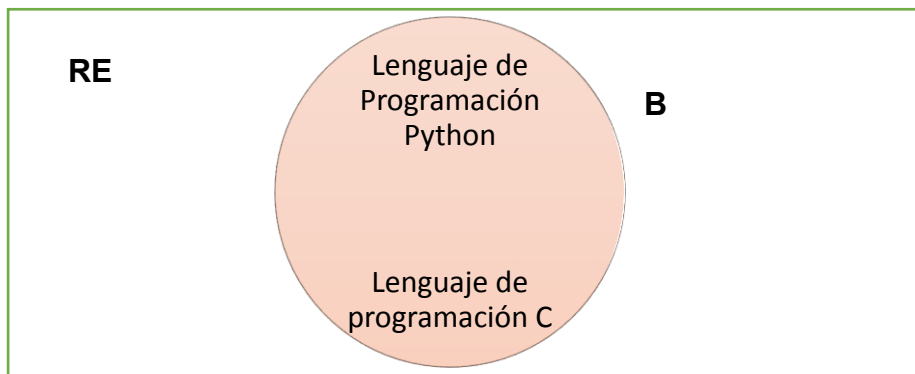 RE
Lenguaje de
Programación
Python
B
Lenguaje de
programación C